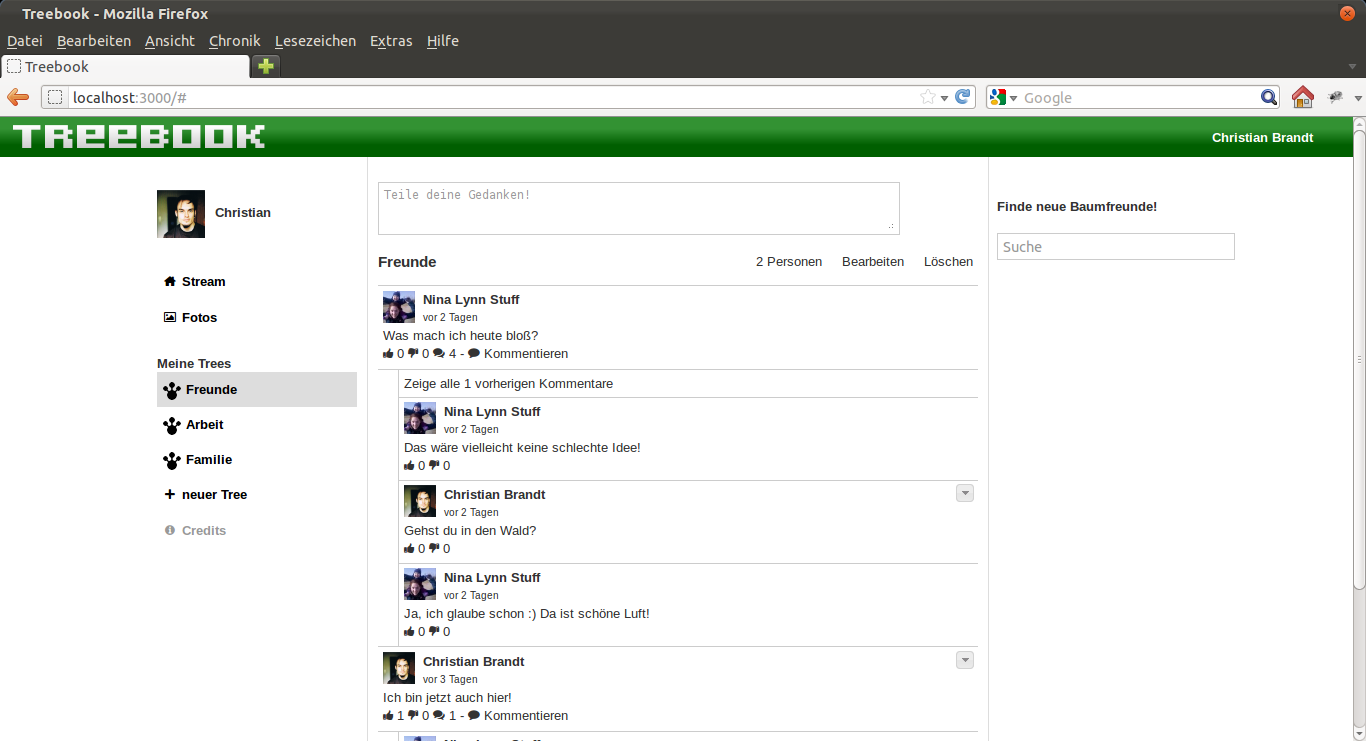 Treebook - Mozilla Firefox
Datei Bearbeiten Ansicht Chronik Lesezeichen Extras Hilfe
Treebook
localhost:3000/#
Google
TREEBOOK
Christian Brandt
Christian
Stream
Fotos
Meine Trees
Freunde
Arbeit
Familie
neuer Tree
Credits
Teile deine Gedanken!
Freunde 2 Personen Bearbeiten Löschen
Nina Lynn Stuff
vor 2 Tagen
Was mach ich heute bloß?
0 0 4 - Kommentieren
Zeige alle 1 vorherigen Kommentare
Nina Lynn Stuff
vor 2 Tagen
Das wäre vielleicht keine schlechte Idee!
0 0
Christian Brandt
vor 2 Tagen
Gehst du in den Wald?
0 0
Nina Lynn Stuff
vor 2 Tagen
Ja, ich glaube schon :) Da ist schöne Luft!
0 0
Christian Brandt
vor 3 Tagen
Ich bin jetzt auch hier!
1 0 1 - Kommentieren
Finde neue Baumfreunde!
Suche